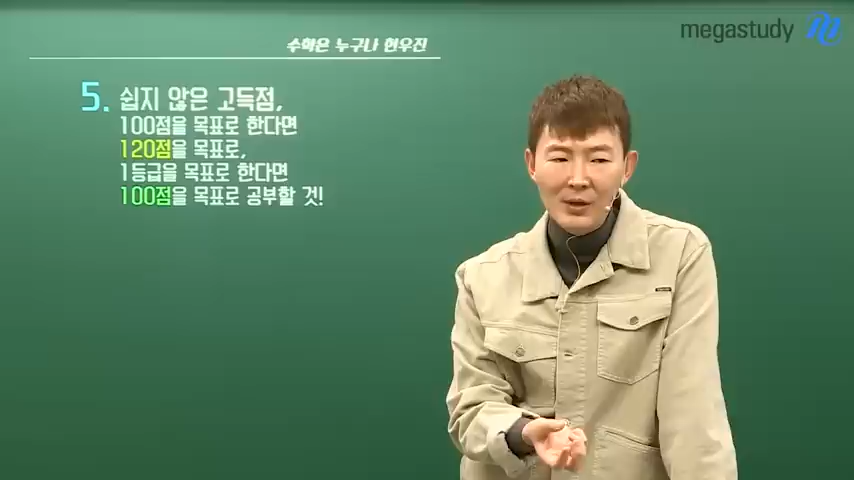 megastudy
수학은 누구나 현우진
5. 쉽지 않은 고득점,
100점을 목표로 한다면
120점을 목표로,
1등급을 목표로 한다면
100점을 목표로 공부할 것!